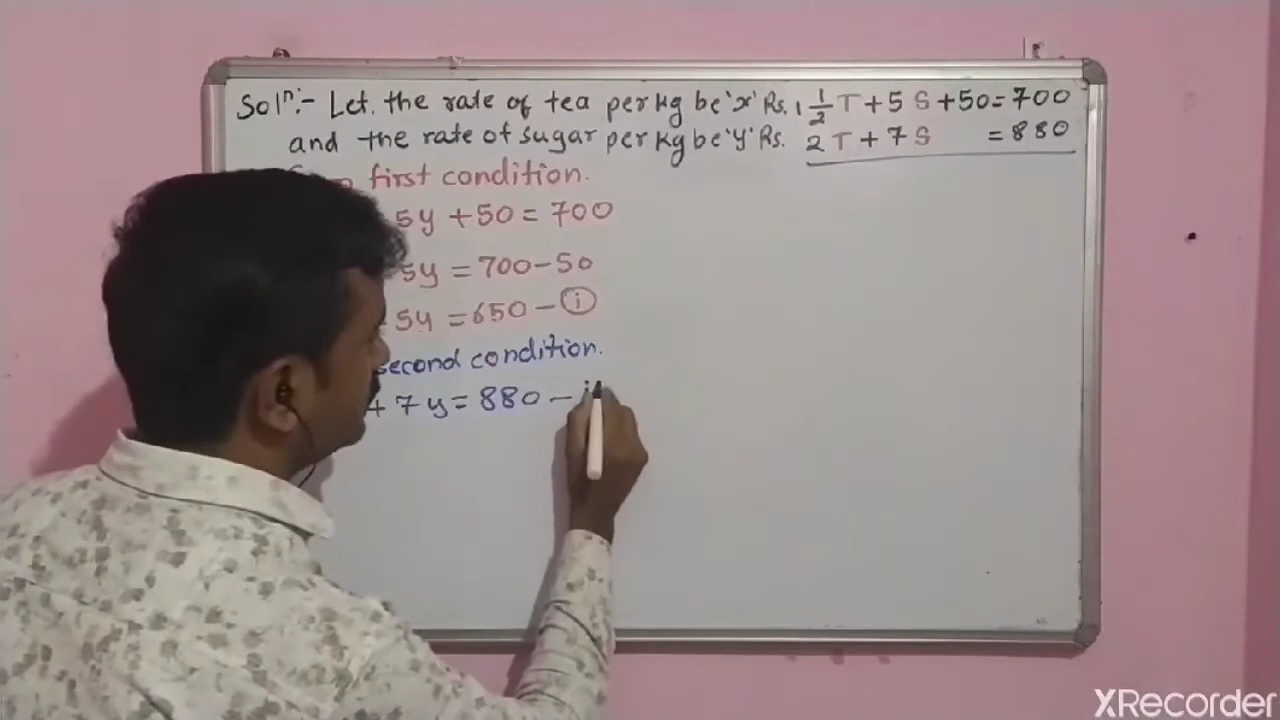 Solⁿ:- Let. the rate of tea per kg be 'x' Rs.
and the rate of sugar per kg be 'y' Rs.
1 1/2 T + 5 S + 50 = 700
2 T + 7 S = 880
first condition.
5y + 50 = 700
5y = 700 - 50
5y = 650 - (i)
second condition.
+ 7y = 880 - i
XRecorder